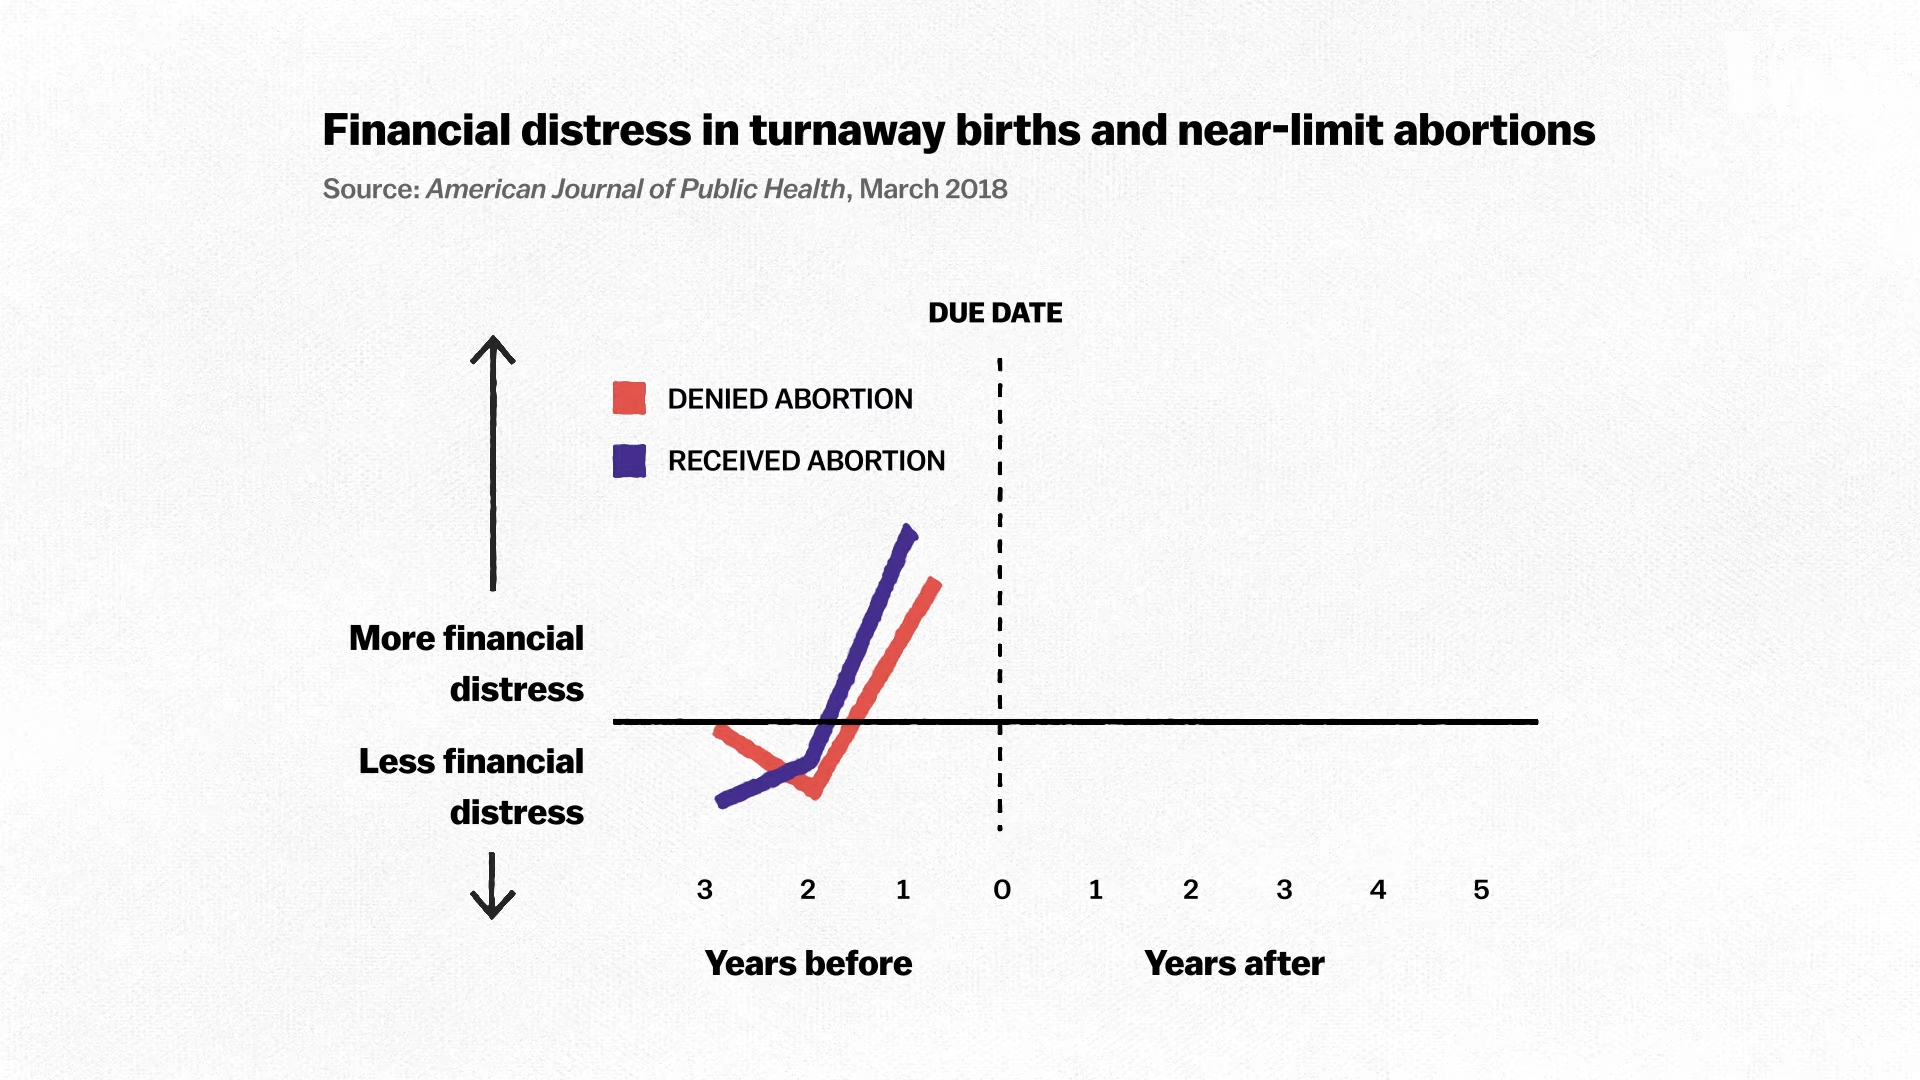 Financial distress in turnaway births and near-limit abortions
Source: American Journal of Public Health, March 2018
DUE DATE
DENIED ABORTION
RECEIVED ABORTION
More financial
distress
Less financial
distress
3 2 1 0 1 2 3 4 5
Years before Years after